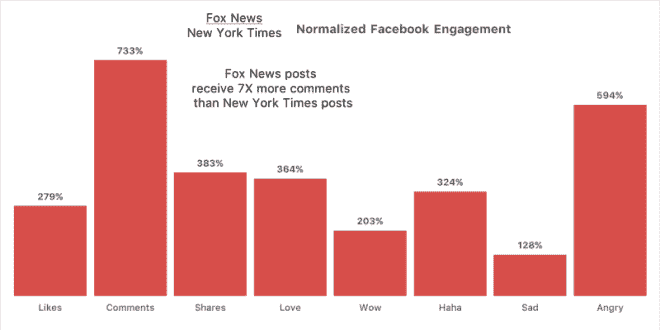 Fox News
New York Times
Normalized Facebook Engagement
733%
Fox News posts
receive 7X more comments
than New York Times posts
594%
383%
364%
324%
279%
203%
128%
Likes Comments Shares Love Wow Haha Sad Angry